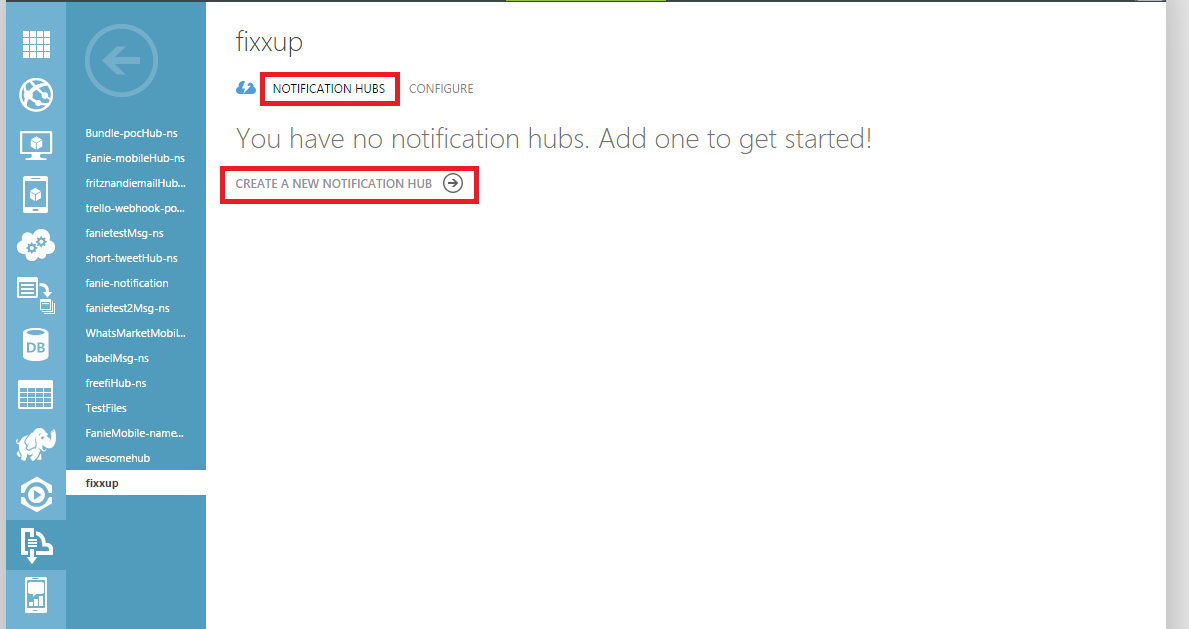 fixxup
NOTIFICATION HUBS CONFIGURE
You have no notification hubs. Add one to get started!
CREATE A NEW NOTIFICATION HUB
Bundle-pocHub-ns
Fanie-mobileHub-ns
fritznandiemailHub...
trello-webhook-po...
fanietestMsg-ns
short-tweetHub-ns
fanie-notification
fanietest2Msg-ns
WhatsMarketMobil...
babelMsg-ns
freefiHub-ns
TestFiles
FanieMobile-name...
awesomehub
fixxup
DB